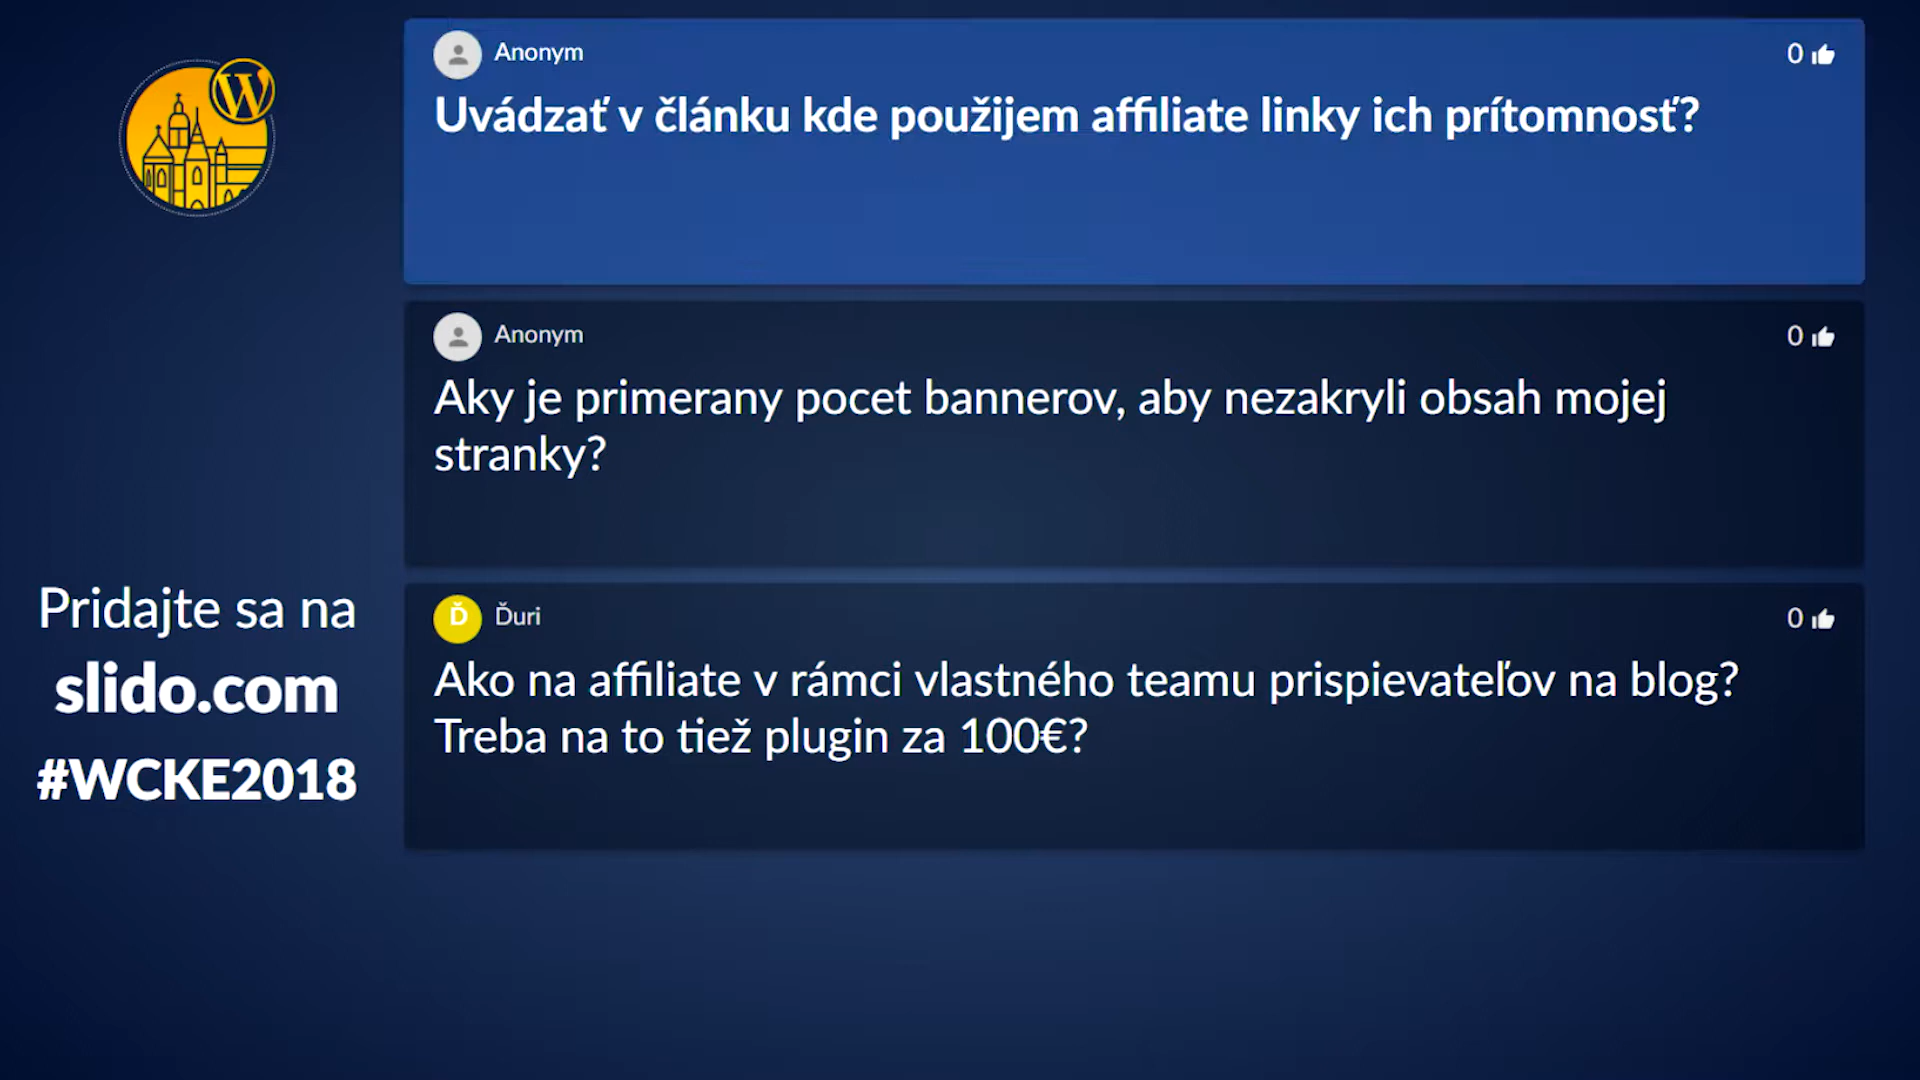 W
Anonym
0
Uvádzať v článku kde použijem affiliate linky ich prítomnosť?
Anonym
0
Aky je primerany pocet bannerov, aby nezakryli obsah mojej
stranky?
Pridajte sa na
slido.com
#WCKE2018
Ď
Ďuri
0
Ako na affiliate v rámci vlastného teamu prispievateľov na blog?
Treba na to tiež plugin za 100€?